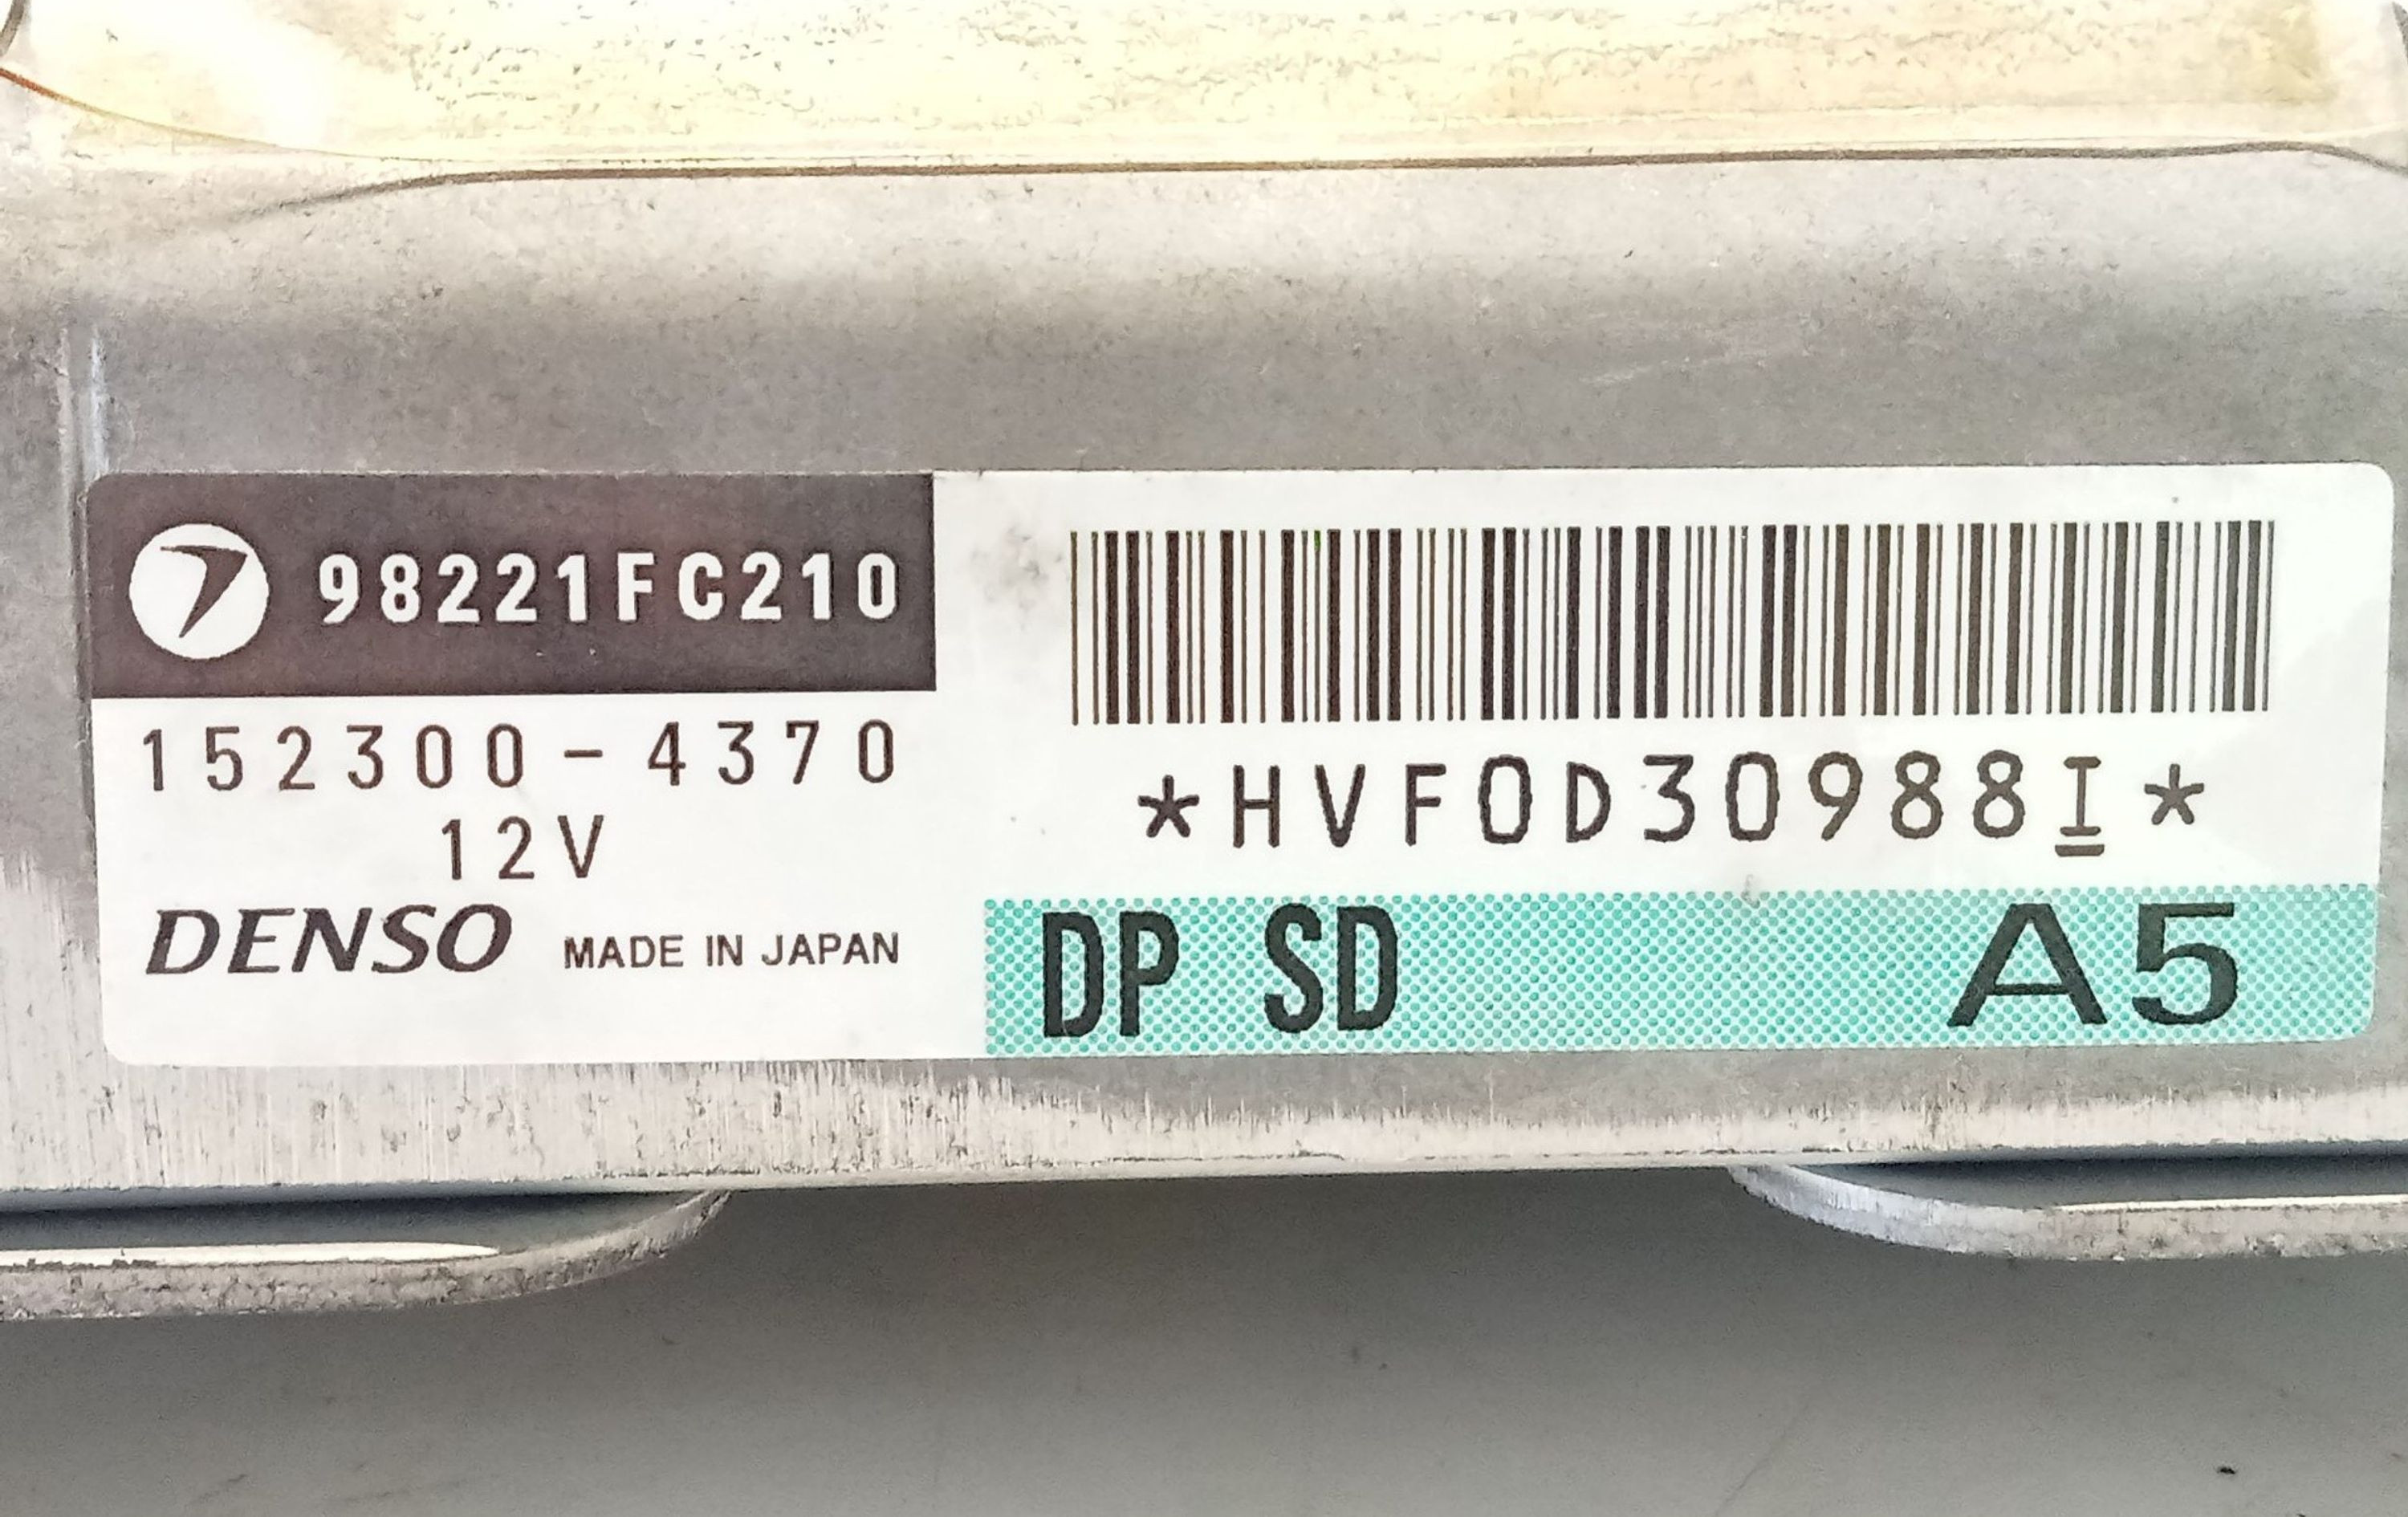 98221FC210
152300-4370
12V
DENSO MADE IN JAPAN
*HVF0D30988I*
DP SD A5